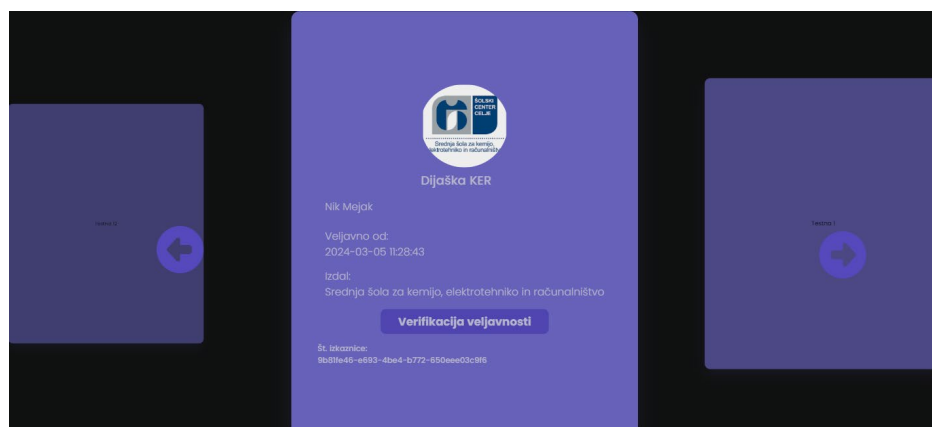 ŠOLSKI
CENTER
CELJE
Srednja šola za kemijo,
elektrotehniko in računalništvo
Dijaška KER
Nik Mejak
Veljavno od:
2024-03-05 11:28:43
Izdal:
Srednja šola za kemijo, elektrotehniko in računalništvo
Verifikacija veljavnosti
Št. izkaznice:
9b81fe46-e693-4be4-b772-650eee03c9f6